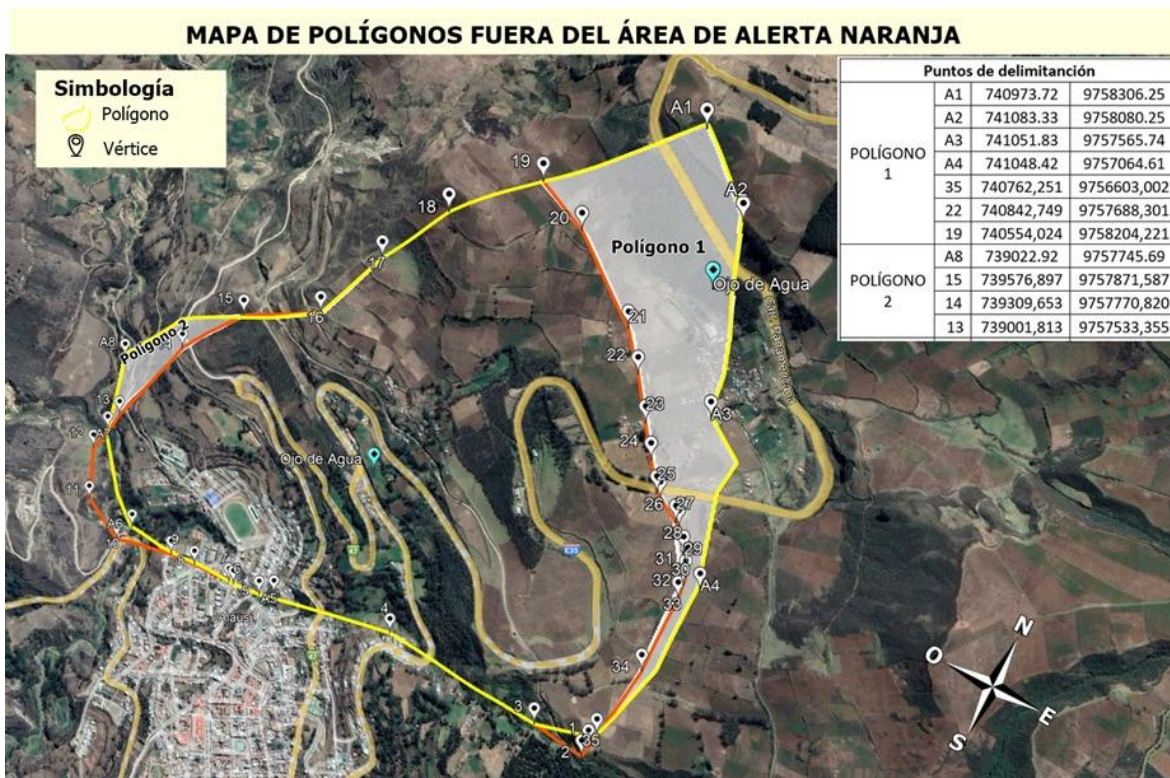 MAPA DE POLÍGONOS FUERA DEL ÁREA DE ALERTA NARANJA
Simbología
Polígono
Vértice
Puntos de delimitanción
POLÍGONO 1
A1 740973.72 9758306.25
A2 741083.33 9758080.25
A3 741051.83 9757565.74
A4 741048.42 9757064.61
35 740762,251 9756603,002
22 740842,749 9757688,301
19 740554,024 9758204,221
POLÍGONO 2
A8 739022.92 9757745.69
15 739576,897 9757871,587
14 739309,653 9757770,820
13 739001,813 9757533,355
A1
19
A2
18
20
Polígono 1
17
Ojo de Agua
15
16
21
Polígono 2
A8
22
13
23
A3
12
24
Ojo de Agua
25
11
26
27
A6
28
9
E35
29
31
30
47
A4
32
A5
5
33
Alausí
4
34
3
1
35
2
N
O
E
S